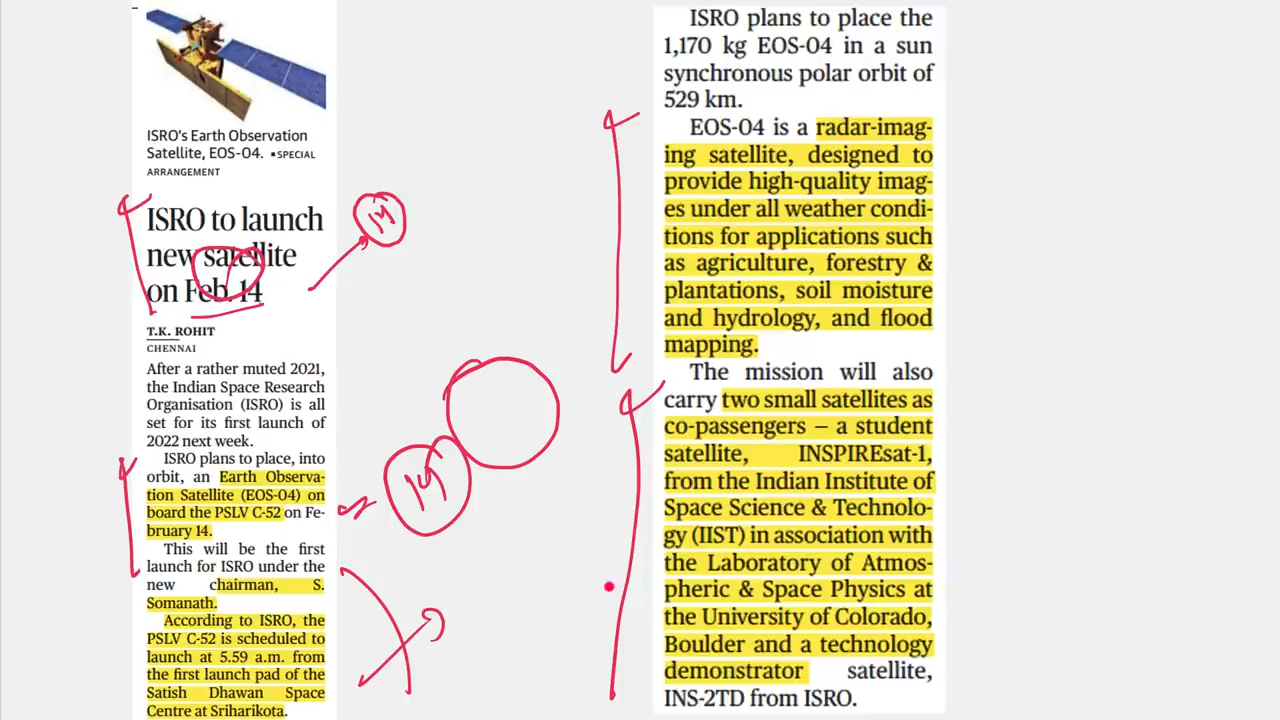 ISRO's Earth Observation
Satellite, EOS-04. ▪SPECIAL
ARRANGEMENT
ISRO to launch
new satellite
on Feb. 14
T.K. ROHIT
CHENNAI
After a rather muted 2021,
the Indian Space Research
Organisation (ISRO) is all
set for its first launch of
2022 next week.
ISRO plans to place, into
orbit, an Earth Observa-
tion Satellite (EOS-04) on
board the PSLV C-52 on Fe-
bruary 14.
This will be the first
launch for ISRO under the
new chairman, S.
Somanath.
According to ISRO, the
PSLV C-52 is scheduled to
launch at 5.59 a.m. from
the first launch pad of the
Satish Dhawan Space
Centre at Sriharikota.
14
14
ISRO plans to place the
1,170 kg EOS-04 in a sun
synchronous polar orbit of
529 km.
EOS-04 is a radar-imag-
ing satellite, designed to
provide high-quality imag-
es under all weather condi-
tions for applications such
as agriculture, forestry &
plantations, soil moisture
and hydrology, and flood
mapping.
The mission will also
carry two small satellites as
co-passengers – a student
satellite, INSPIREsat-1,
from the Indian Institute of
Space Science & Technolo-
gy (IIST) in association with
the Laboratory of Atmos-
pheric & Space Physics at
the University of Colorado,
Boulder and a technology
demonstrator satellite,
INS-2TD from ISRO.